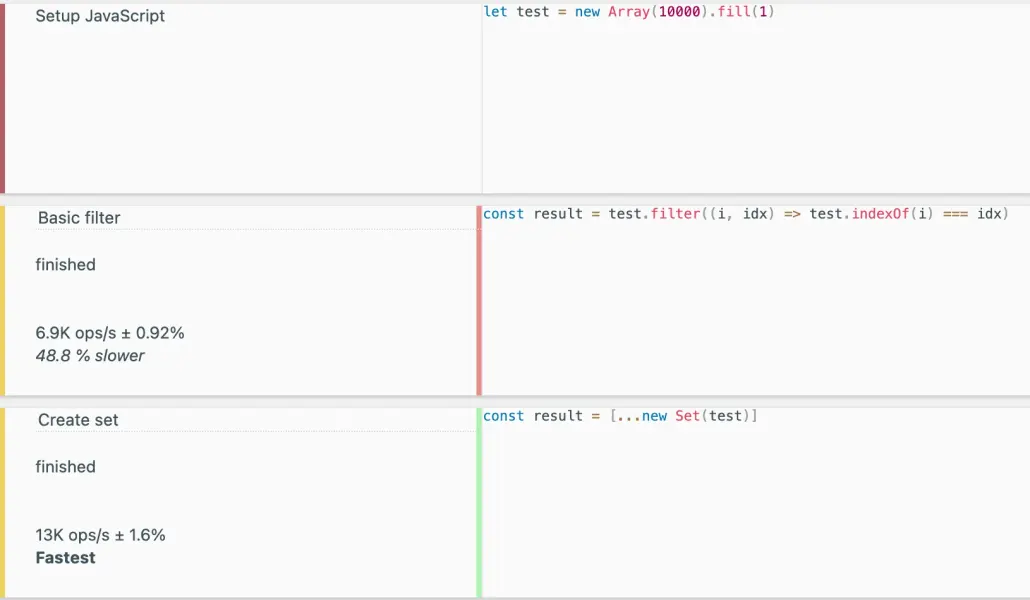 Setup JavaScript
let test = new Array(10000).fill(1)
Basic filter
const result = test.filter((i, idx) => test.indexOf(i) === idx)
finished
6.9K ops/s ± 0.92%
48.8 % slower
Create set
const result = [...new Set(test)]
finished
13K ops/s ± 1.6%
Fastest